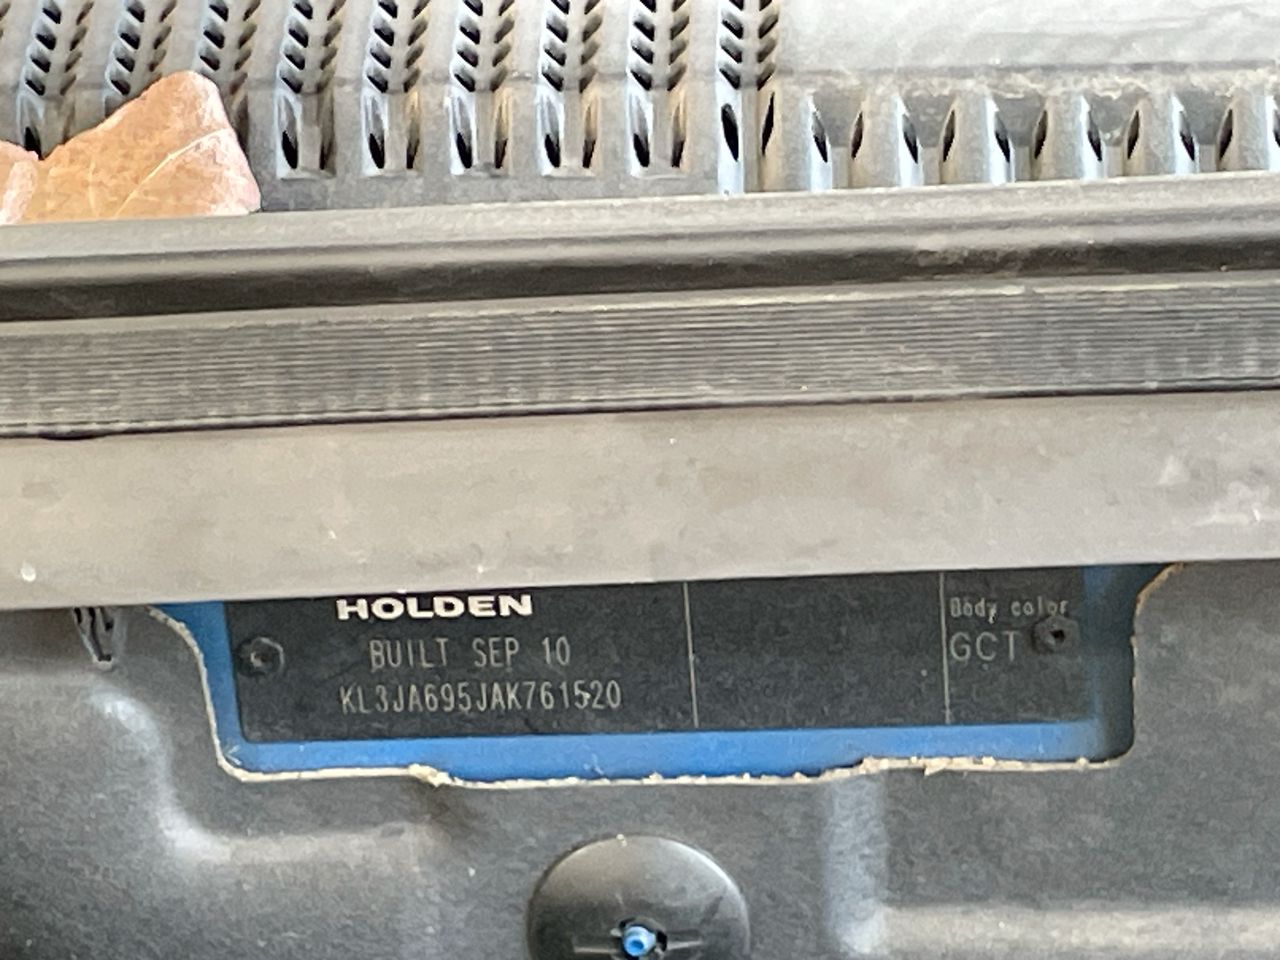 HOLDEN
BUILT SEP 10
KL3JA695JAK761520
Body color
GCT